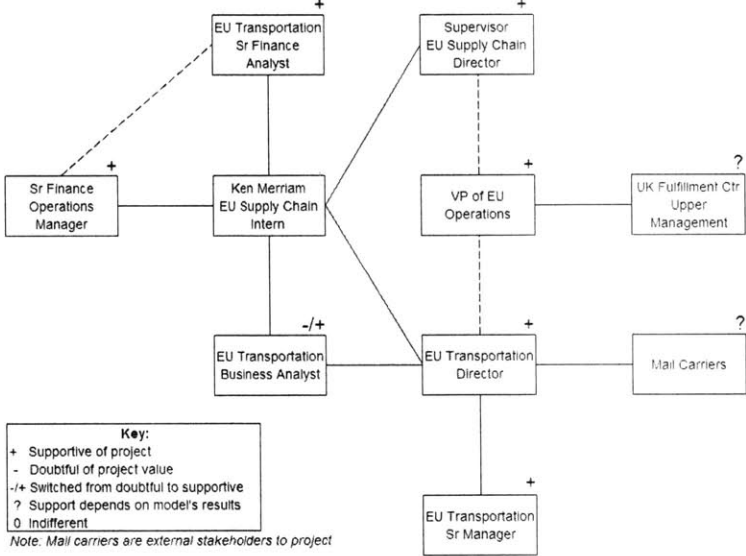 +
EU Transportation
Sr Finance
Analyst
+
Supervisor
EU Supply Chain
Director
+
Sr Finance
Operations
Manager
Ken Merriam
EU Supply Chain
Intern
+
VP of EU
Operations
?
UK Fulfillment Ctr
Upper
Management
-/+
EU Transportation
Business Analyst
+
EU Transportation
Director
?
Mail Carriers
+
EU Transportation
Sr Manager
Key:
+ Supportive of project
- Doubtful of project value
-/+ Switched from doubtful to supportive
? Support depends on model's results
0 Indifferent
Note: Mail carriers are external stakeholders to project